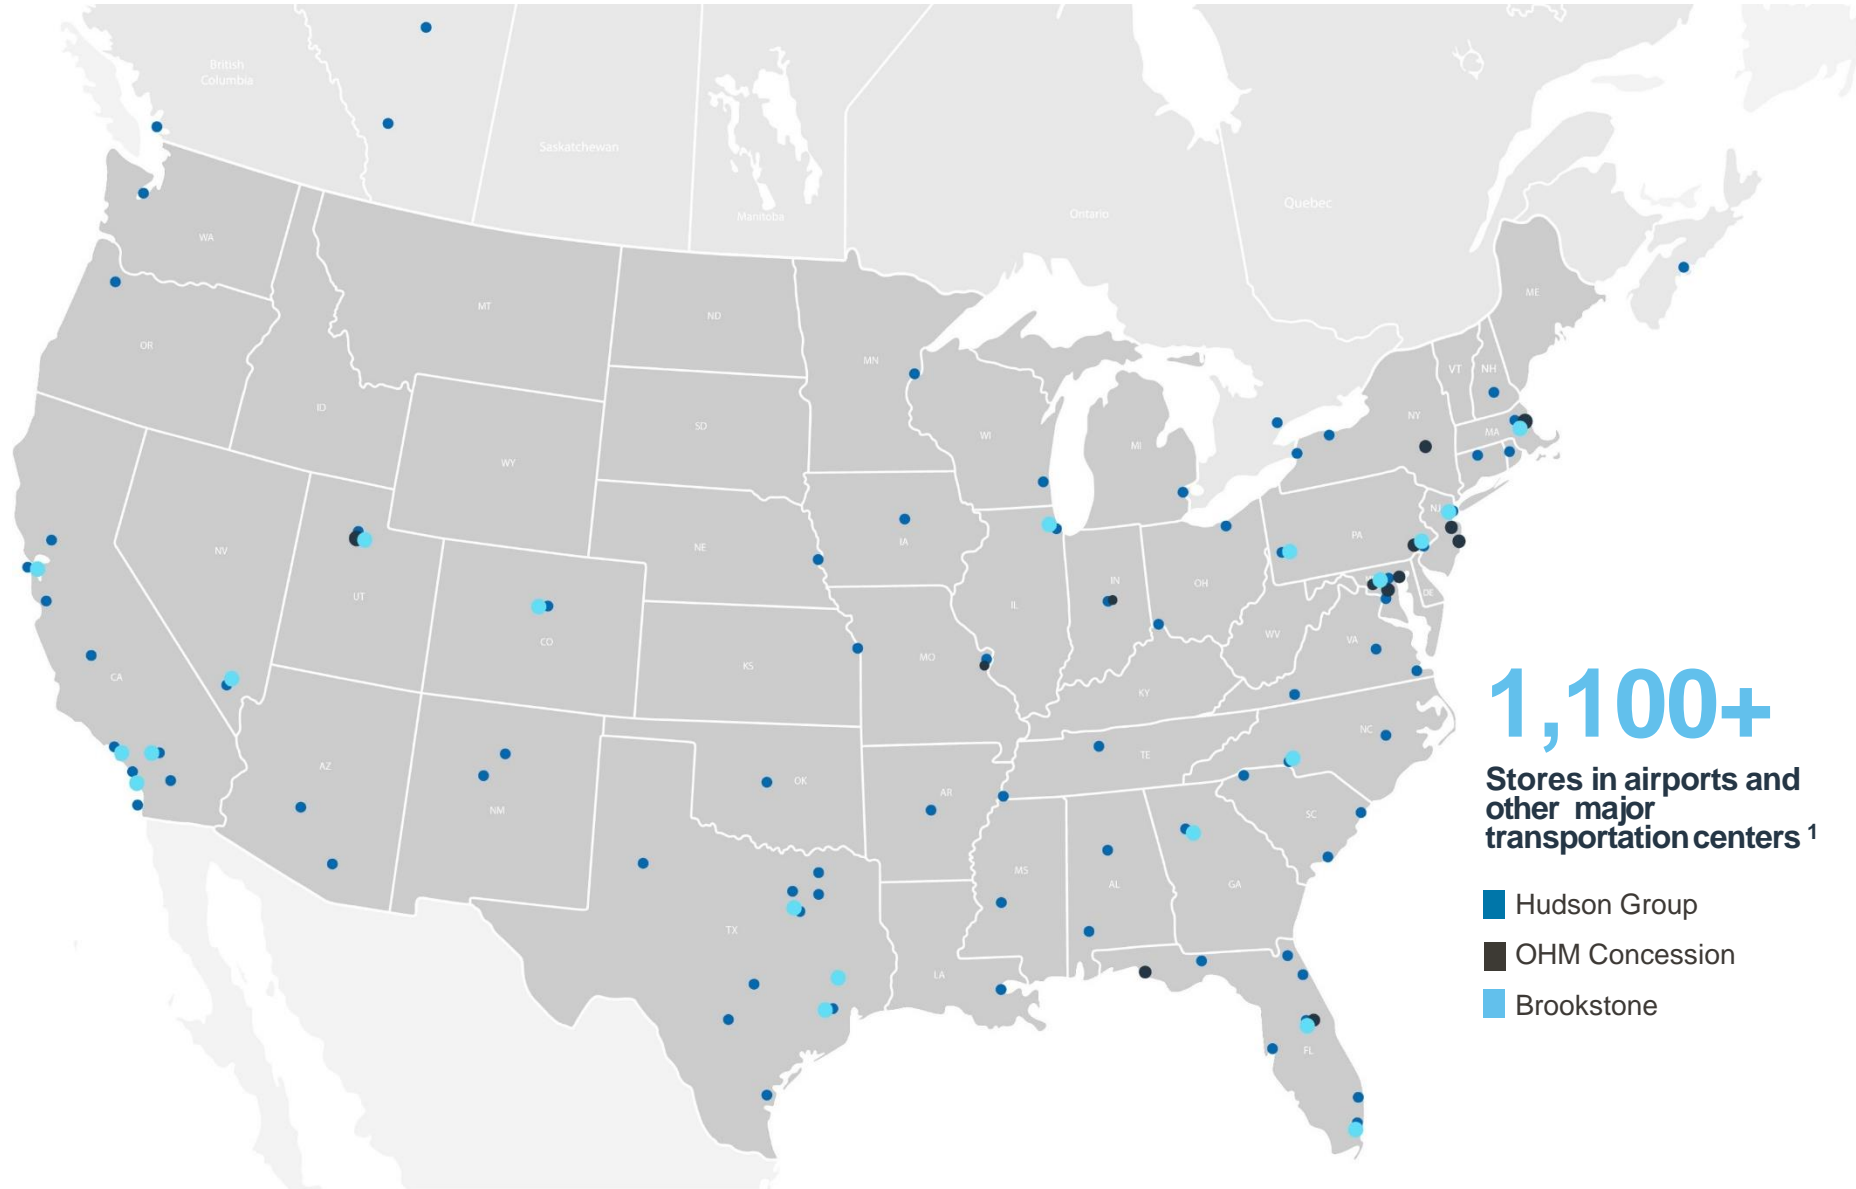 British
Columbia
Saskatchewan
Manitoba
Ontario
Quebec
WA
MT
ND
ME
OR
MN
VT
NH
ID
SD
WI
MI
NY
MA
WY
NJ
NV
NE
IA
PA
UT
IN
OH
DE
IL
CO
WV
VA
KS
MO
CA
KY
NC
TE
AZ
OK
AR
NM
SC
MS
AL
GA
TX
LA
FL
1,100+
Stores in airports and
other major
transportation centers 1
Hudson Group
OHM Concession
Brookstone